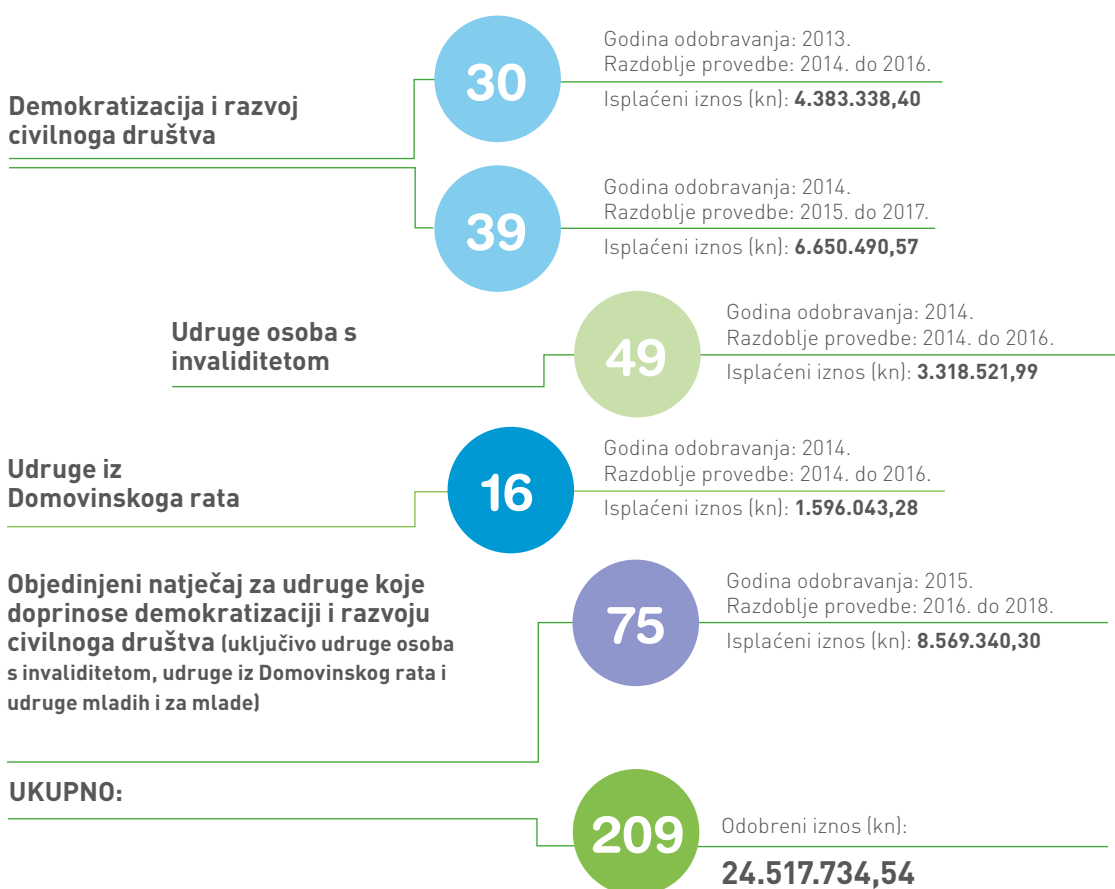 Demokratizacija i razvoj
civilnoga društva
30
Godina odobravanja: 2013.
Razdoblje provedbe: 2014. do 2016.
Isplaćeni iznos (kn): 4.383.338,40
39
Godina odobravanja: 2014.
Razdoblje provedbe: 2015. do 2017.
Isplaćeni iznos (kn): 6.650.490,57
Udruge osoba s
invaliditetom
49
Godina odobravanja: 2014.
Razdoblje provedbe: 2014. do 2016.
Isplaćeni iznos (kn): 3.318.521,99
Udruge iz
Domovinskoga rata
16
Godina odobravanja: 2014.
Razdoblje provedbe: 2014. do 2016.
Isplaćeni iznos (kn): 1.596.043,28
Objedinjeni natječaj za udruge koje
doprinose demokratizaciji i razvoju
civilnoga društva (uključivo udruge osoba
s invaliditetom, udruge iz Domovinskog rata i
udruge mladih i za mlade)
75
Godina odobravanja: 2015.
Razdoblje provedbe: 2016. do 2018.
Isplaćeni iznos (kn): 8.569.340,30
UKUPNO:
209
Odobreni iznos (kn):
24.517.734,54